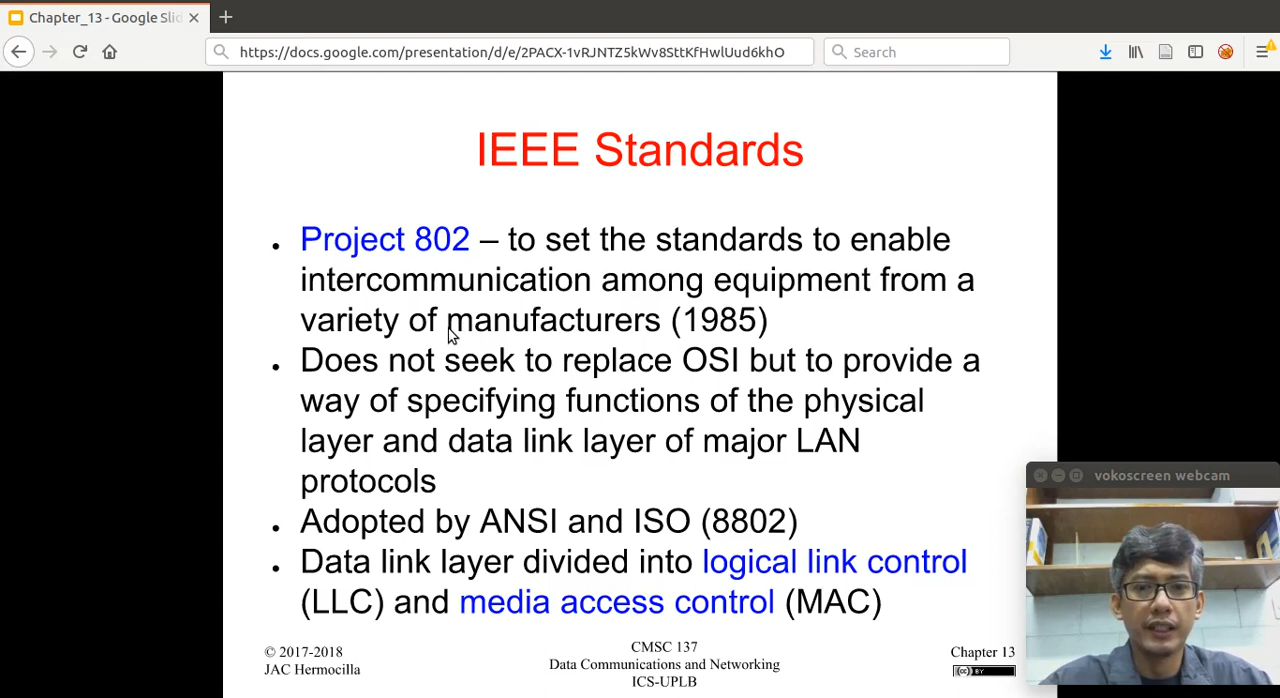 Chapter_13 - Google Slid
https://docs.google.com/presentation/d/e/2PACX-1vRJNTZ5kWv8SttKfHwlUud6khO
Search
IEEE Standards
• Project 802 – to set the standards to enable
intercommunication among equipment from a
variety of manufacturers (1985)
• Does not seek to replace OSI but to provide a
way of specifying functions of the physical
layer and data link layer of major LAN
protocols
• Adopted by ANSI and ISO (8802)
• Data link layer divided into logical link control
(LLC) and media access control (MAC)
vokoscreen webcam
© 2017-2018
JAC Hermocilla
CMSC 137
Data Communications and Networking
ICS-UPLB
Chapter 13
CC BY